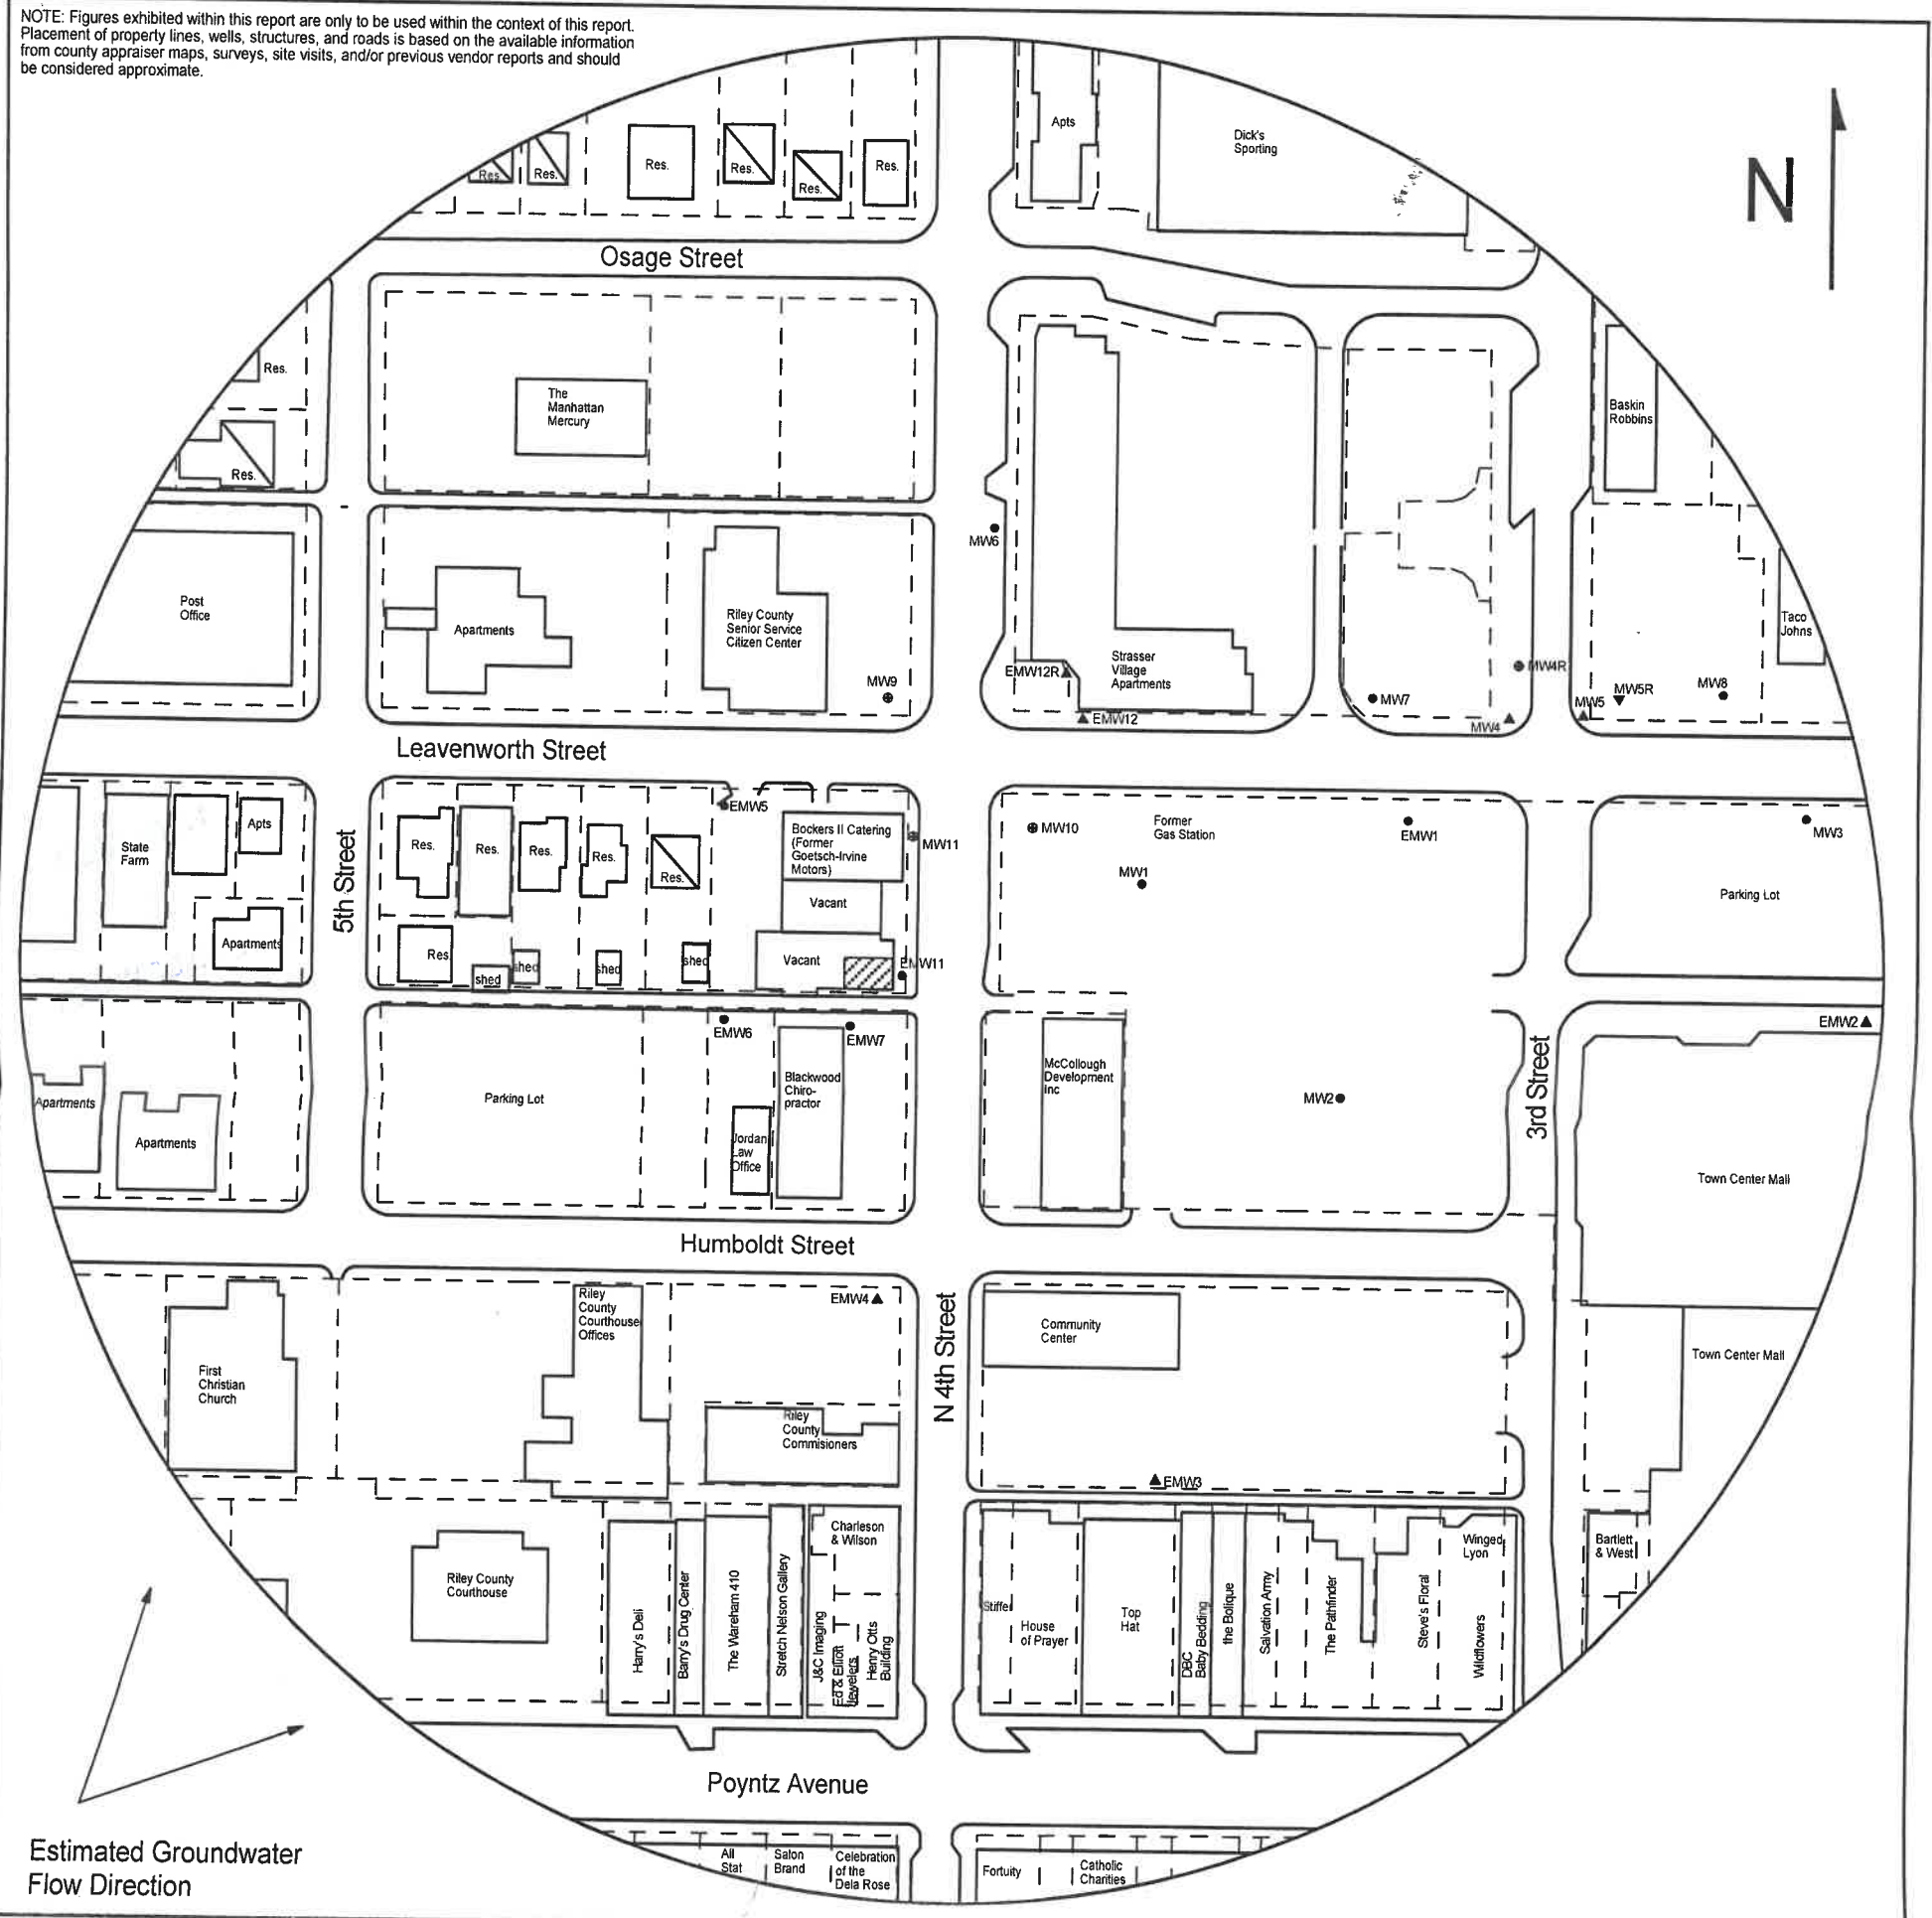 NOTE: Figures exhibited within this report are only to be used within the context of this report.
Placement of property lines, wells, structures, and roads is based on the available information
from county appraiser maps, surveys, site visits, and/or previous vendor reports and should
be considered approximate.
N
Apts
Dick's
Sporting
Res.
Res.
Res.
Res.
Res.
Res.
Osage Street
Res.
Res.
The
Manhattan
Mercury
Baskin
Robbins
MW6
Post
Office
Apartments
Riley County
Senior Service
Citizen Center
MW9
EMW12R
Strasser
Village
Apartments
EMW12
MW7
MW4R
MW4
MW5
MW5R
MW8
Taco
Johns
Leavenworth Street
State
Farm
Apts
Apartments
5th Street
Res.
Res.
Res.
Res.
Res.
Res.
shed
shed
shed
shed
EMW5
Bockers II Catering
(Former
Goetsch-Irvine
Motors)
Vacant
Vacant
MW11
EMW11
MW10
Former
Gas Station
MW1
EMW1
MW3
Parking Lot
EMW2
Apartments
Apartments
Parking Lot
EMW6
EMW7
Blackwood
Chiro-
practor
Jordan
Law
Office
McCollough
Development
Inc
MW2
3rd Street
Town Center Mall
Humboldt Street
First
Christian
Church
Riley
County
Courthouse
Offices
EMW4
Riley
County
Commisioners
N 4th Street
Community
Center
EMW3
Town Center Mall
Riley County
Courthouse
Harry's Deli
Barry's Drug Center
The Wareham 410
Stretch Nelson Gallery
Charleson
& Wilson
J&C Imaging
Ed & Elliott
Jewelers
Henry Otts
Building
Stiffel
House
of Prayer
Top
Hat
DBC
Baby Bedding
the Bolique
Salvation Army
The Pathfinder
Steve's Floral
Winged
Lyon
Wildflowers
Bartlett
& West
Poyntz Avenue
All
Stat
Salon
Brand
Celebration
of the
Dela Rose
Fortuity
Catholic
Charities
Estimated Groundwater
Flow Direction